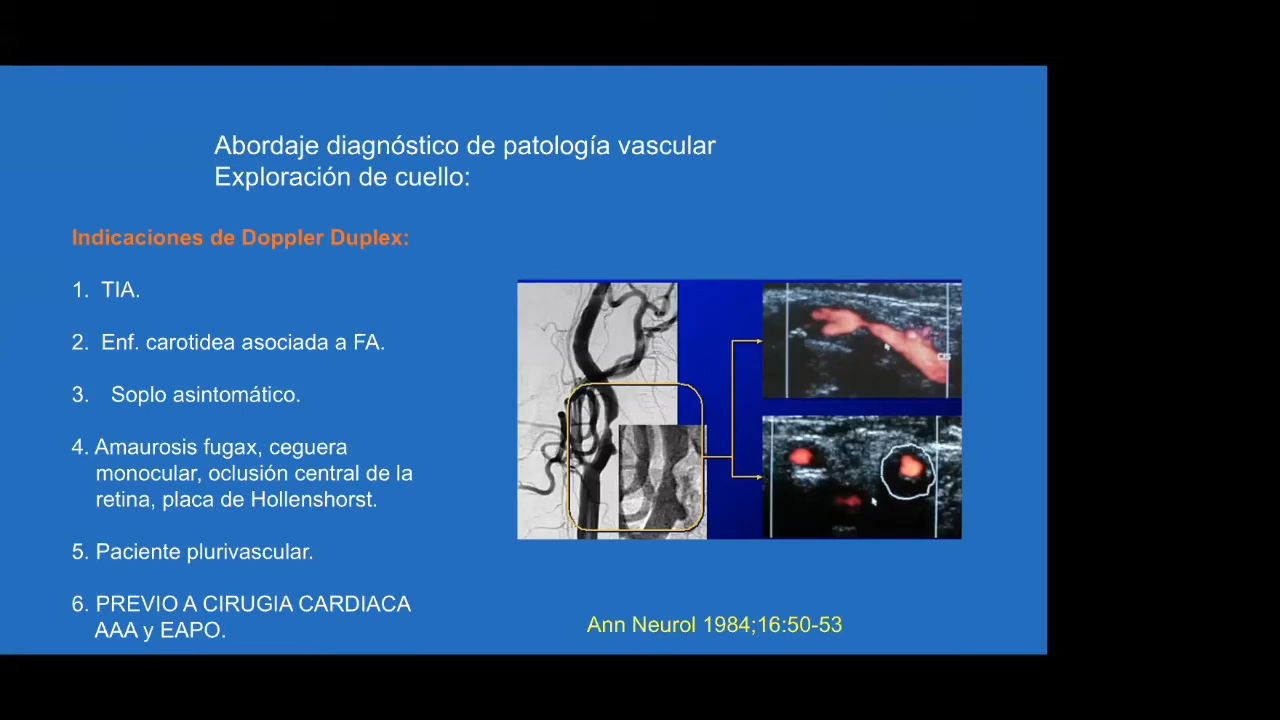 Abordaje diagnóstico de patología vascular
Exploración de cuello:
Indicaciones de Doppler Duplex:
1. TIA.
2. Enf. carotidea asociada a FA.
3. Soplo asintomático.
4. Amaurosis fugax, ceguera
monocular, oclusión central de la
retina, placa de Hollenshorst.
5. Paciente plurivascular.
6. PREVIO A CIRUGIA CARDIACA
AAA y EAPO.
Ann Neurol 1984;16:50-53